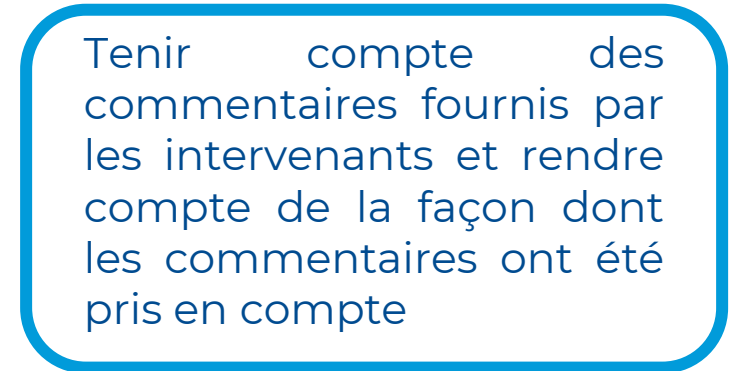 Tenir compte des
commentaires fournis par
les intervenants et rendre
compte de la façon dont
les commentaires ont été
pris en compte